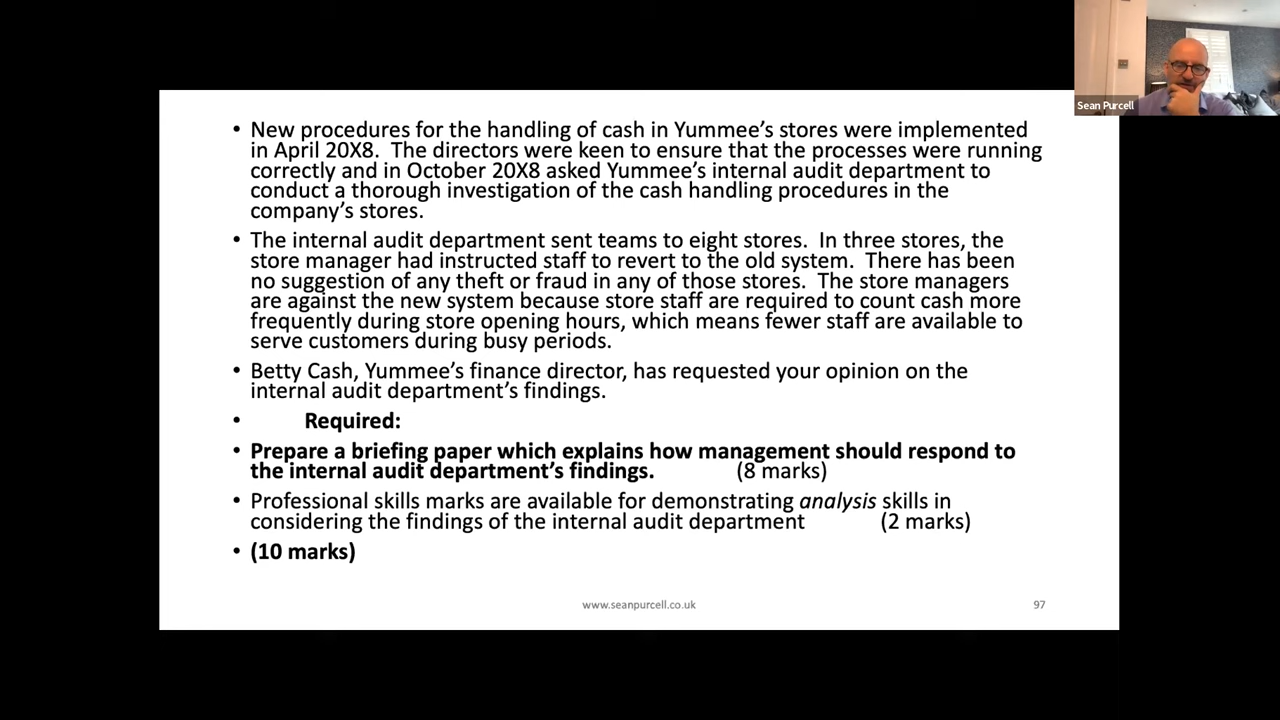 Sean Purcell
• New procedures for the handling of cash in Yummee's stores were implemented
in April 20X8. The directors were keen to ensure that the processes were running
correctly and in October 20X8 asked Yummee's internal audit department to
conduct a thorough investigation of the cash handling procedures in the
company's stores.
• The internal audit department sent teams to eight stores. In three stores, the
store manager had instructed staff to revert to the old system. There has been
no suggestion of any theft or fraud in any of those stores. The store managers
are against the new system because store staff are required to count cash more
frequently during store opening hours, which means fewer staff are available to
serve customers during busy periods.
• Betty Cash, Yummee's finance director, has requested your opinion on the
internal audit department's findings.
• Required:
• Prepare a briefing paper which explains how management should respond to
the internal audit department's findings. (8 marks)
• Professional skills marks are available for demonstrating analysis skills in
considering the findings of the internal audit department (2 marks)
• (10 marks)
www.seanpurcell.co.uk 97